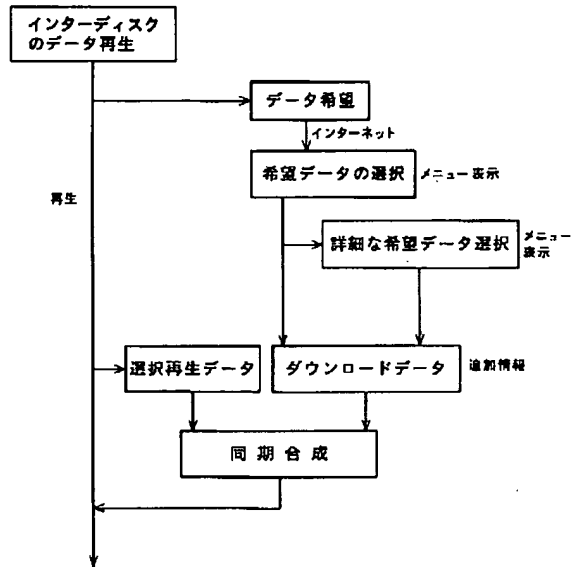 インターディスク
のデータ再生
データ希望
インターネット
希望データの選択
メニュー表示
再生
詳細な希望データ選択
メニュー
表示
選択再生データ
ダウンロードデータ
追加情報
同期合成